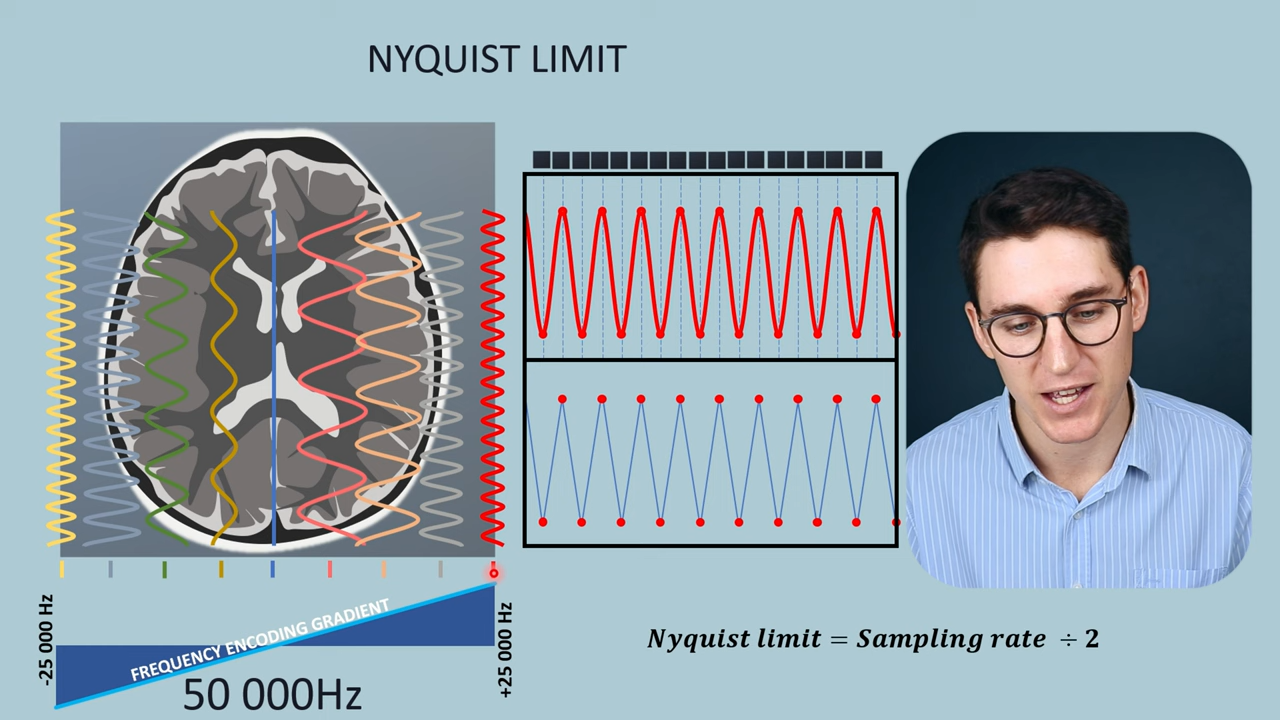 NYQUIST LIMIT
-25 000 Hz
FREQUENCY ENCODING GRADIENT
+25 000 Hz
50 000Hz
Nyquist limit = Sampling rate ÷ 2